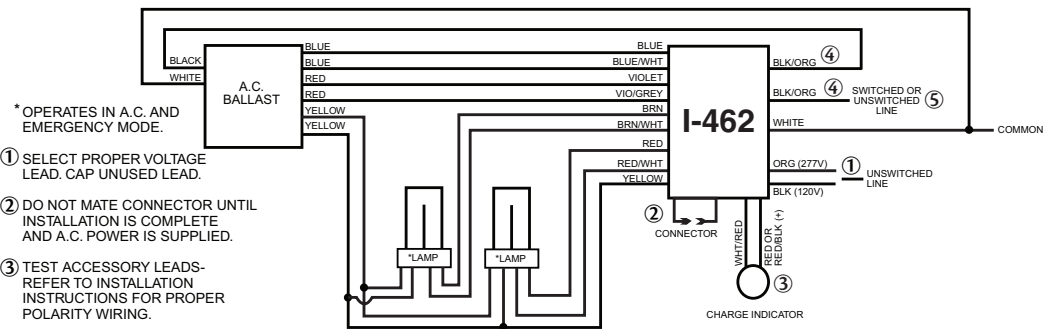 BLACK
WHITE
A.C.
BALLAST
BLUE
BLUE
RED
RED
YELLOW
YELLOW
BLUE
BLUE/WHT
VIOLET
VIO/GREY
BRN
BRN/WHT
RED
RED/WHT
YELLOW
I-462
BLK/ORG ④
BLK/ORG ④ SWITCHED OR
UNSWITCHED
LINE ⑤
WHITE
COMMON
ORG (277V) ①
BLK (120V)
UNSWITCHED
LINE
② CONNECTOR
WHT/RED
RED OR
RED/BLK (+)
③
CHARGE INDICATOR
*LAMP
*LAMP
* OPERATES IN A.C. AND
EMERGENCY MODE.
① SELECT PROPER VOLTAGE
LEAD. CAP UNUSED LEAD.
② DO NOT MATE CONNECTOR UNTIL
INSTALLATION IS COMPLETE
AND A.C. POWER IS SUPPLIED.
③ TEST ACCESSORY LEADS-
REFER TO INSTALLATION
INSTRUCTIONS FOR PROPER
POLARITY WIRING.